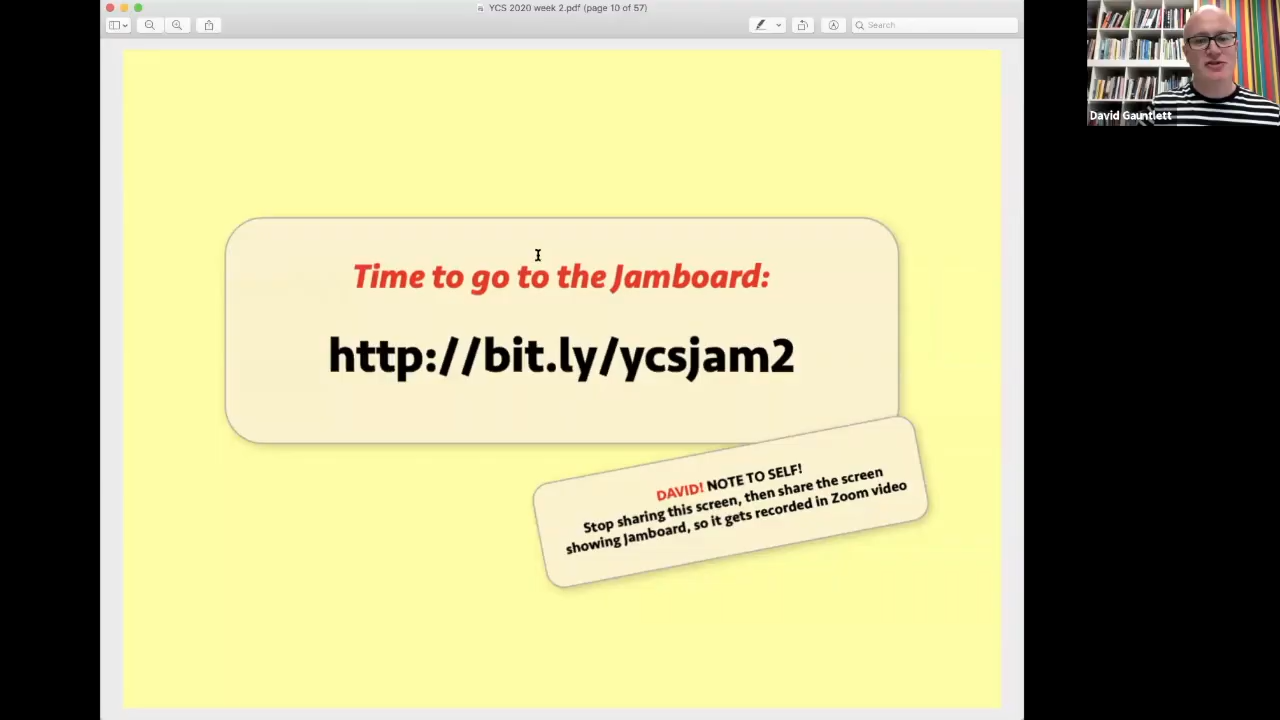 YCS 2020 week 2.pdf (page 10 of 57)
Search
David Gauntlett
Time to go to the Jamboard:
http://bit.ly/ycsjam2
DAVID! NOTE TO SELF!
Stop sharing this screen, then share the screen
showing Jamboard, so it gets recorded in Zoom video